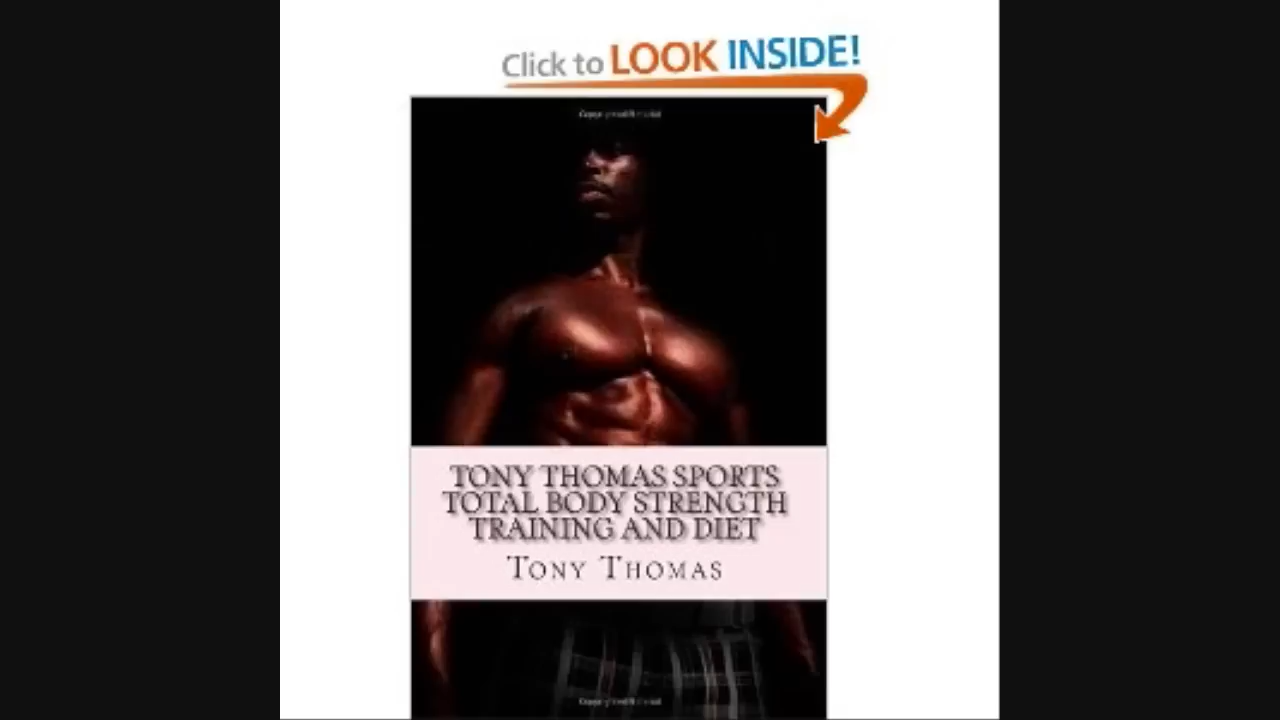 Click to LOOK INSIDE!
TONY THOMAS SPORTS
TOTAL BODY STRENGTH
TRAINING AND DIET
TONY THOMAS